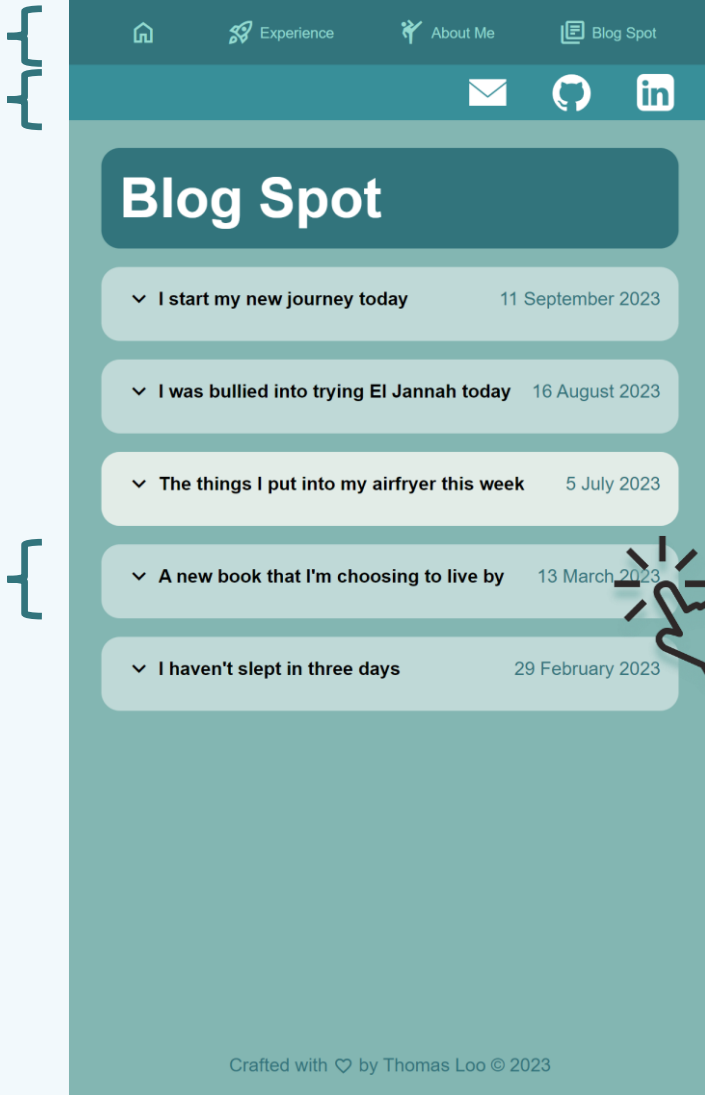 Experience About Me Blog Spot
in
Blog Spot
I start my new journey today 11 September 2023
I was bullied into trying El Jannah today 16 August 2023
The things I put into my airfryer this week 5 July 2023
A new book that I'm choosing to live by 13 March 2023
I haven't slept in three days 29 February 2023
Crafted with ♡ by Thomas Loo © 2023